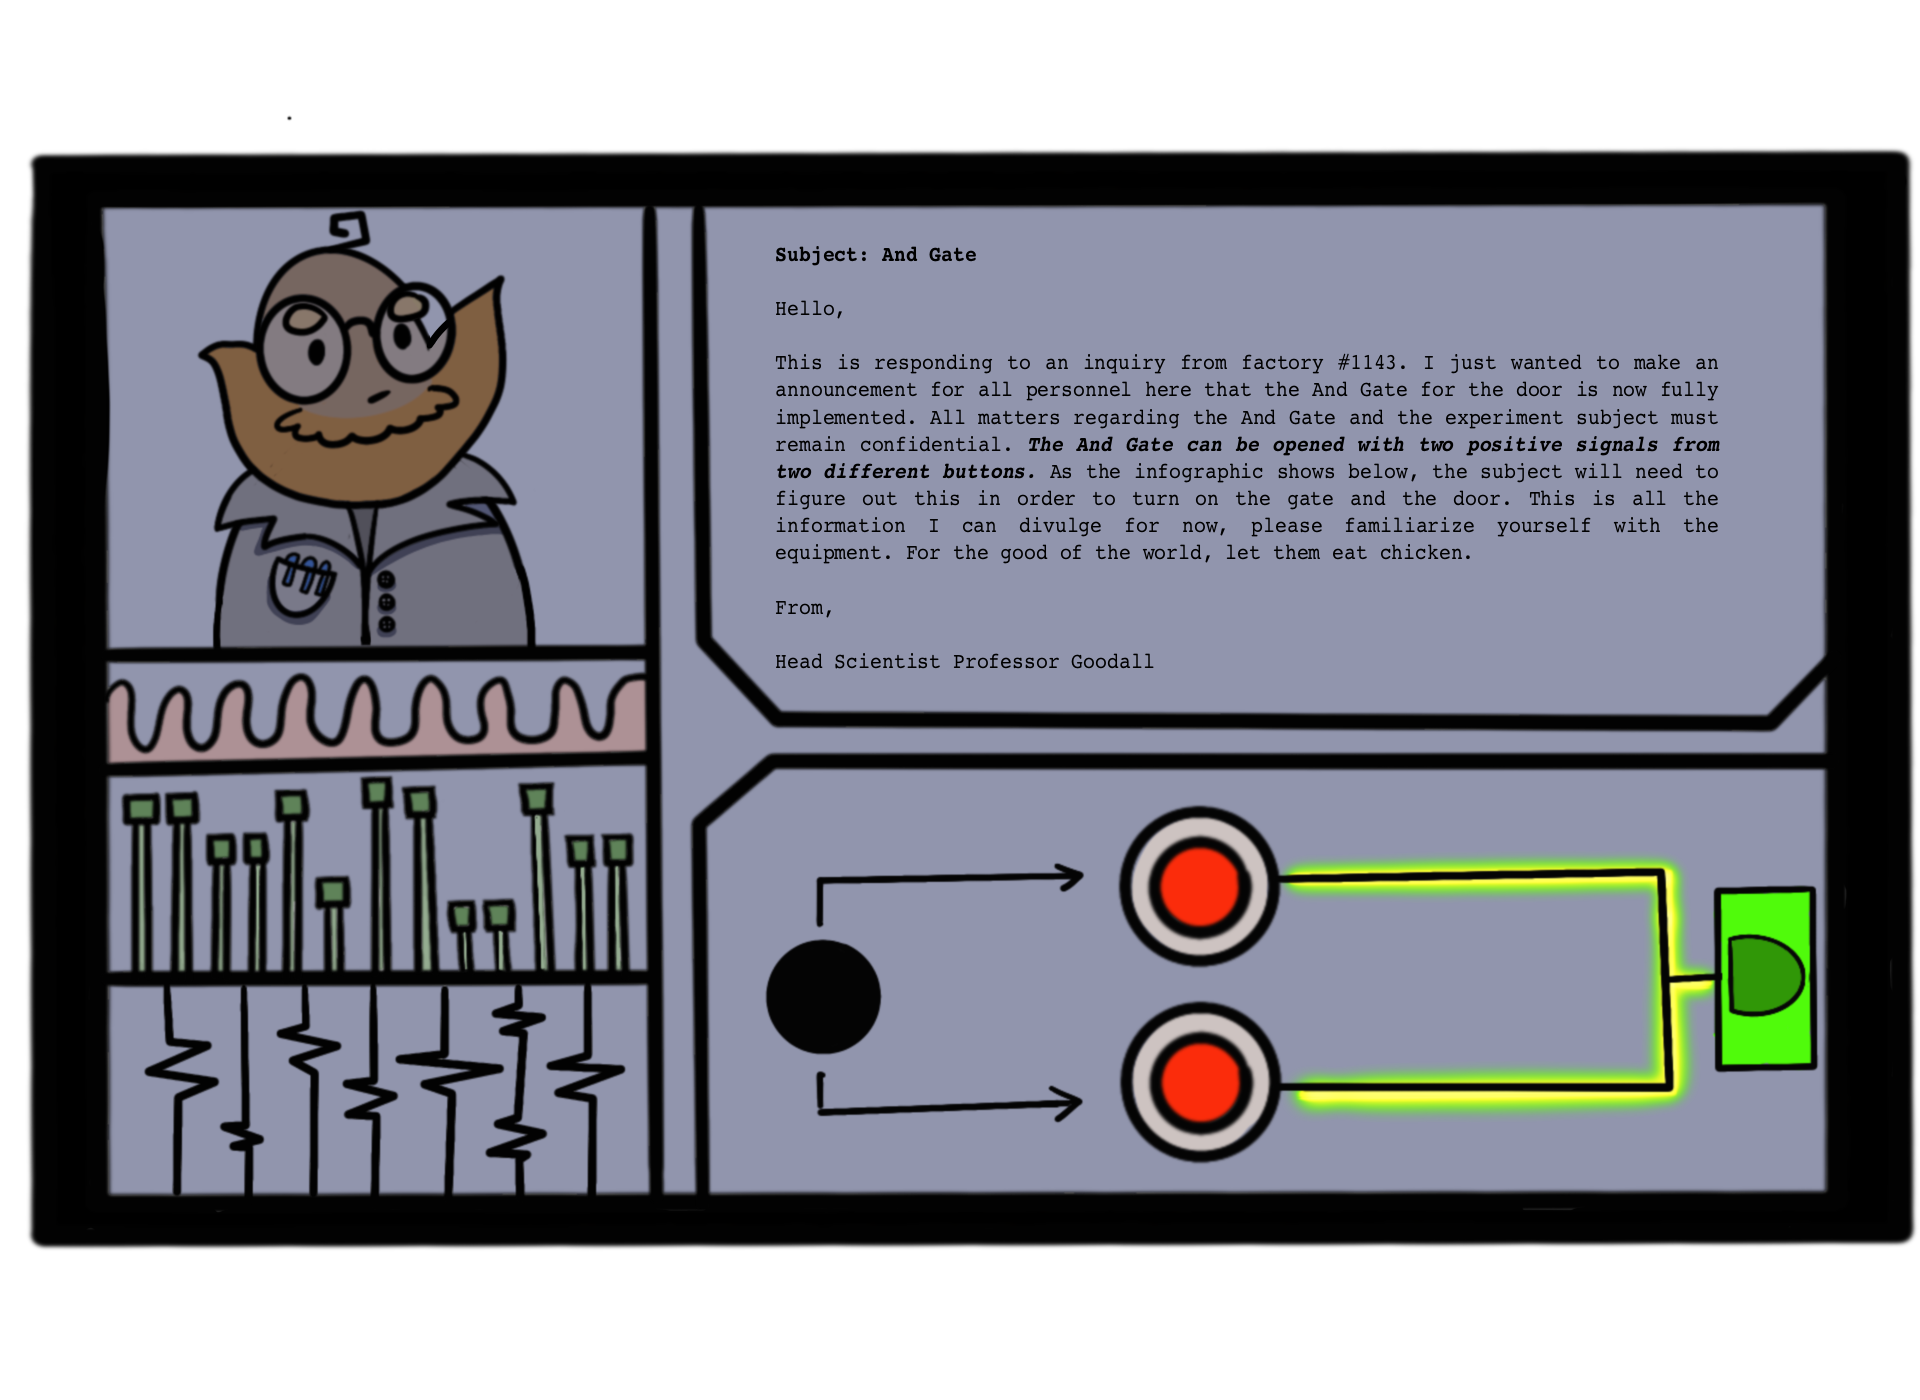 Subject: And Gate
Hello,
This is responding to an inquiry from factory #1143. I just wanted to make an
announcement for all personnel here that the And Gate for the door is now fully
implemented. All matters regarding the And Gate and the experiment subject must
remain confidential. The And Gate can be opened with two positive signals from
two different buttons. As the infographic shows below, the subject will need to
figure out this in order to turn on the gate and the door. This is all the
information I can divulge for now, please familiarize yourself with the
equipment. For the good of the world, let them eat chicken.
From,
Head Scientist Professor Goodall